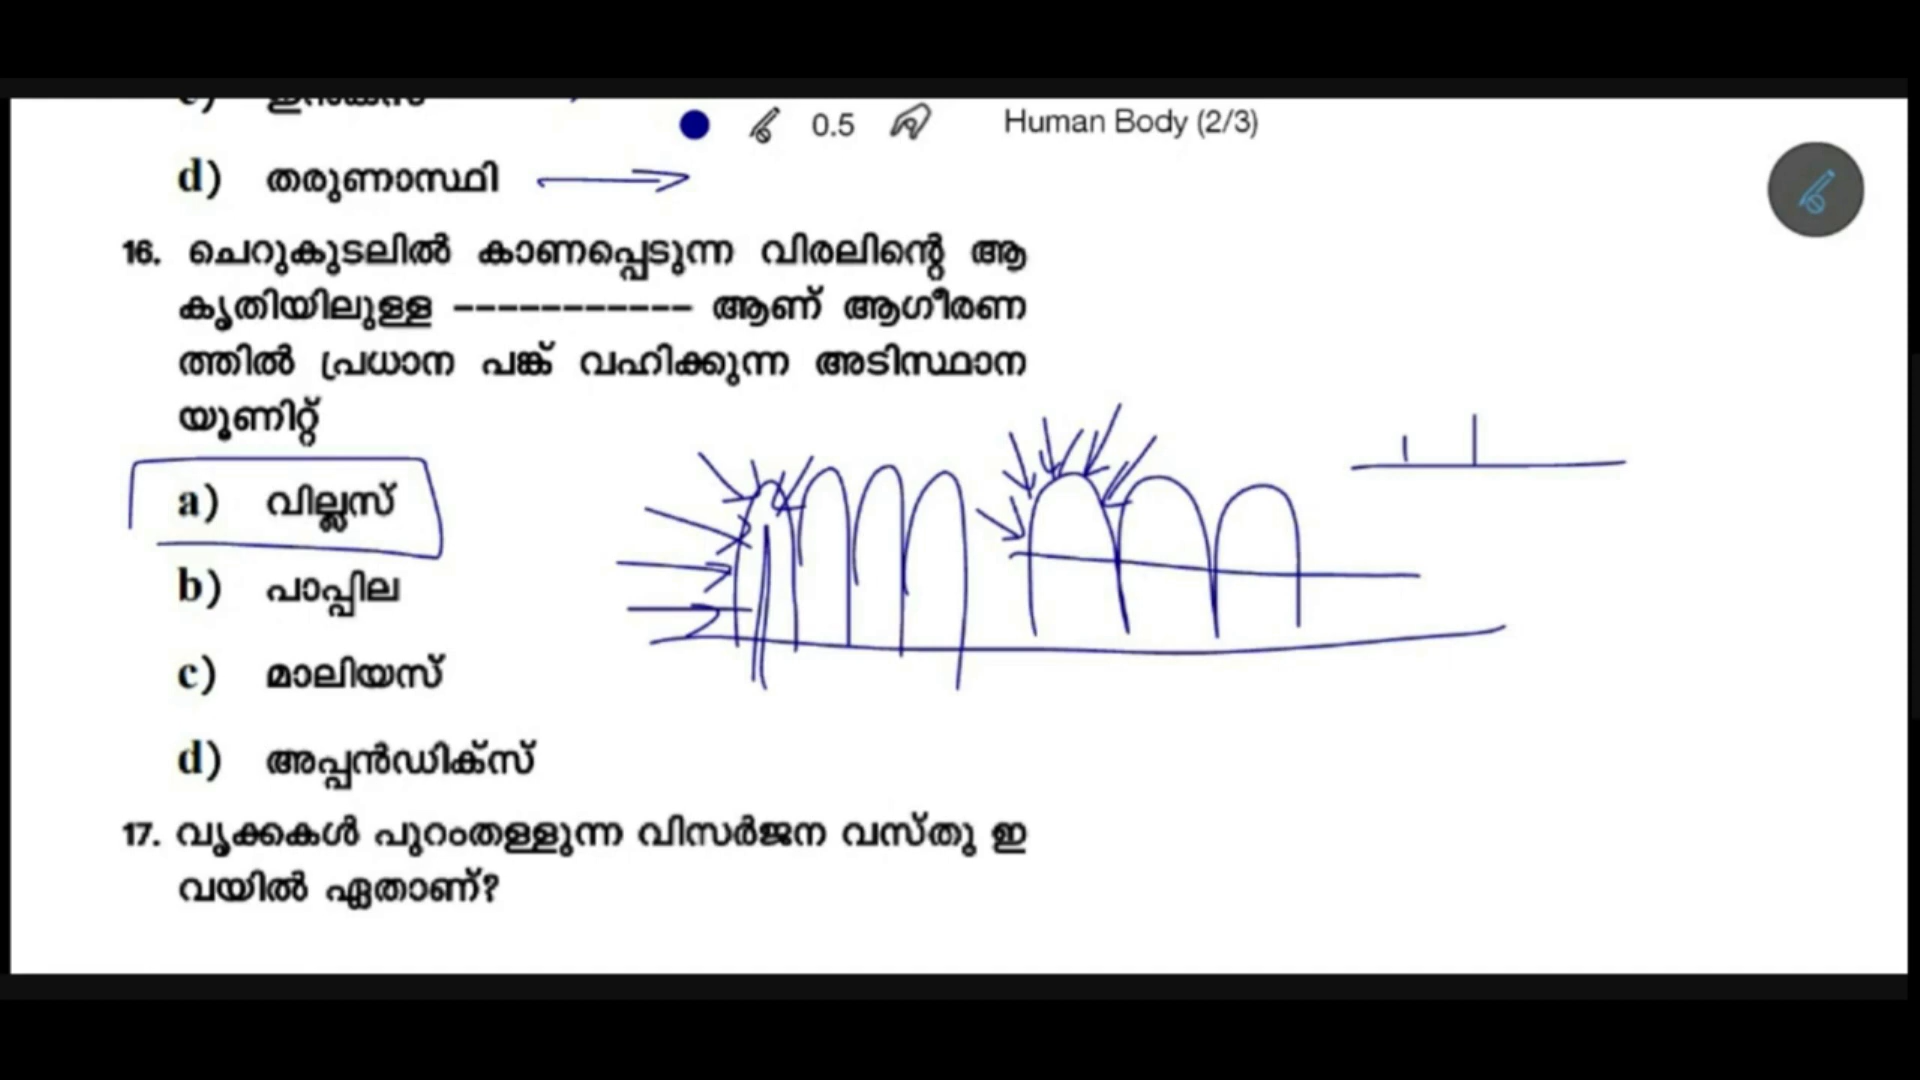 0.5 Human Body (2/3)
d) തരുണാസ്ഥി
16. ചെറുകുടലിൽ കാണപ്പെടുന്ന വിരലിന്റെ ആ
കൃതിയിലുള്ള ----------- ആണ് ആഗീരണ
ത്തിൽ പ്രധാന പങ്ക് വഹിക്കുന്ന അടിസ്ഥാന
യൂണിറ്റ്
a) വില്ലസ്
b) പാപ്പില
c) മാലിയസ്
d) അപ്പൻഡിക്സ്
17. വൃക്കകൾ പുറംതള്ളുന്ന വിസർജന വസ്തു ഇ
വയിൽ ഏതാണ്?